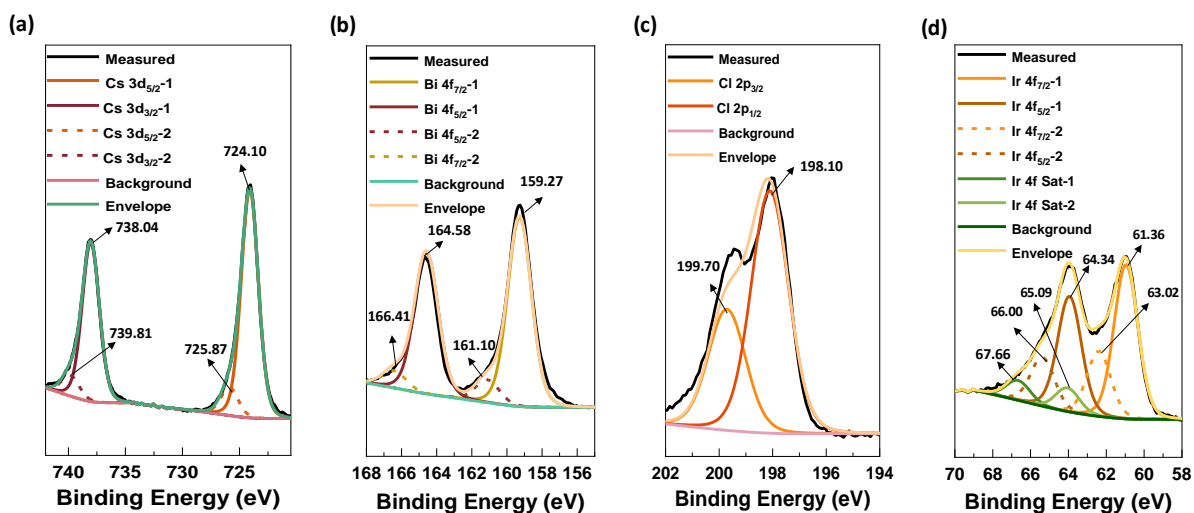 (a)
Measured
Cs 3d5/2-1
Cs 3d3/2-1
Cs 3d5/2-2
Cs 3d3/2-2
Background
Envelope
724.10
738.04
739.81
725.87
740 735 730 725
Binding Energy (eV)
(b)
Measured
Bi 4f7/2-1
Bi 4f5/2-1
Bi 4f5/2-2
Bi 4f7/2-2
Background
Envelope
159.27
164.58
166.41
161.10
168 166 164 162 160 158 156
Binding Energy (eV)
(c)
Measured
Cl 2p3/2
Cl 2p1/2
Background
Envelope
198.10
199.70
202 200 198 196 194
Binding Energy (eV)
(d)
Measured
Ir 4f7/2-1
Ir 4f5/2-1
Ir 4f7/2-2
Ir 4f5/2-2
Ir 4f Sat-1
Ir 4f Sat-2
Background
Envelope
61.36
64.34
63.02
65.09
66.00
67.66
70 68 66 64 62 60 58
Binding Energy (eV)